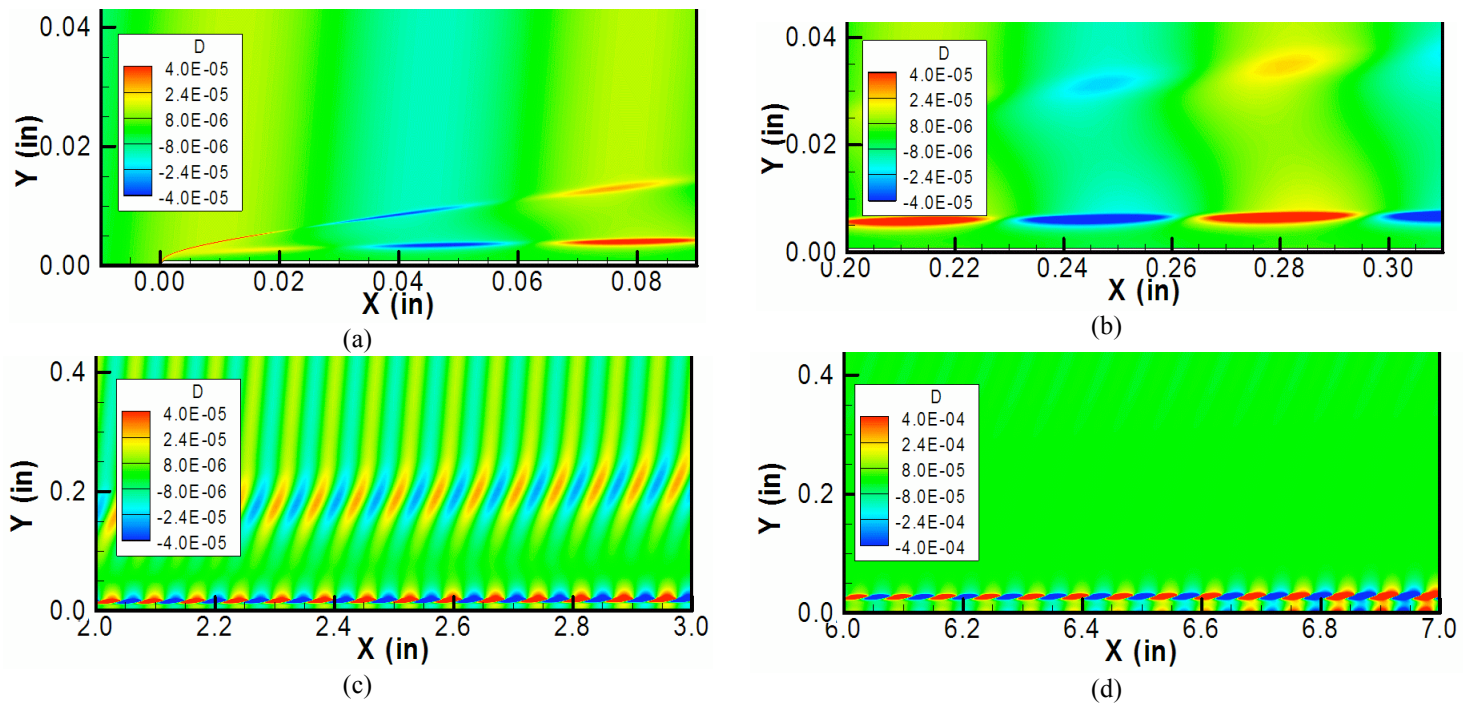 Y (in)
0.04
0.02
0.00
D
4.0E-05
2.4E-05
8.0E-06
-8.0E-06
-2.4E-05
-4.0E-05
0.00 0.02 0.04 0.06 0.08
X (in)
(a)
Y (in)
0.04
0.02
0.00
D
4.0E-05
2.4E-05
8.0E-06
-8.0E-06
-2.4E-05
-4.0E-05
0.20 0.22 0.24 0.26 0.28 0.30
X (in)
(b)
Y (in)
0.4
0.2
0.0
D
4.0E-05
2.4E-05
8.0E-06
-8.0E-06
-2.4E-05
-4.0E-05
2.0 2.2 2.4 2.6 2.8 3.0
X (in)
(c)
Y (in)
0.4
0.2
0.0
D
4.0E-04
2.4E-04
8.0E-05
-8.0E-05
-2.4E-04
-4.0E-04
6.0 6.2 6.4 6.6 6.8 7.0
X (in)
(d)